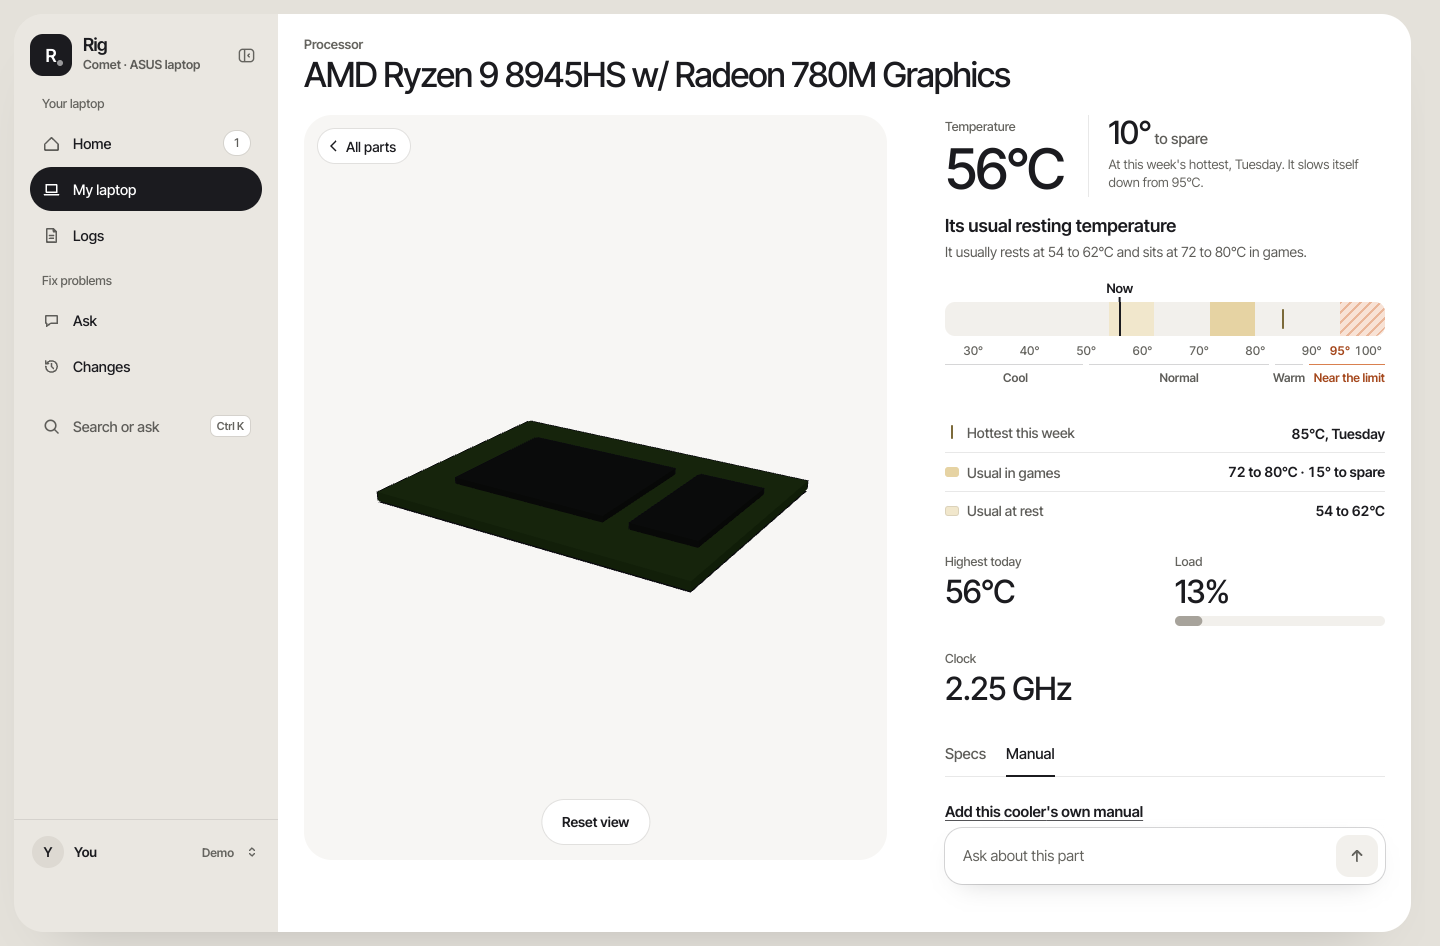 R.
Rig
Comet · ASUS laptop
Your laptop
Home
1
My laptop
Logs
Fix problems
Ask
Changes
Search or ask
Ctrl K
Y
You
Demo
Processor
AMD Ryzen 9 8945HS w/ Radeon 780M Graphics
All parts
Reset view
Temperature
56°C
10° to spare
At this week's hottest, Tuesday. It slows itself
down from 95°C.
Its usual resting temperature
It usually rests at 54 to 62°C and sits at 72 to 80°C in games.
Now
30° 40° 50° 60° 70° 80° 90° 95° 100°
Cool Normal Warm Near the limit
Hottest this week 85°C, Tuesday
Usual in games 72 to 80°C · 15° to spare
Usual at rest 54 to 62°C
Highest today
56°C
Load
13%
Clock
2.25 GHz
Specs Manual
Add this cooler's own manual
Ask about this part